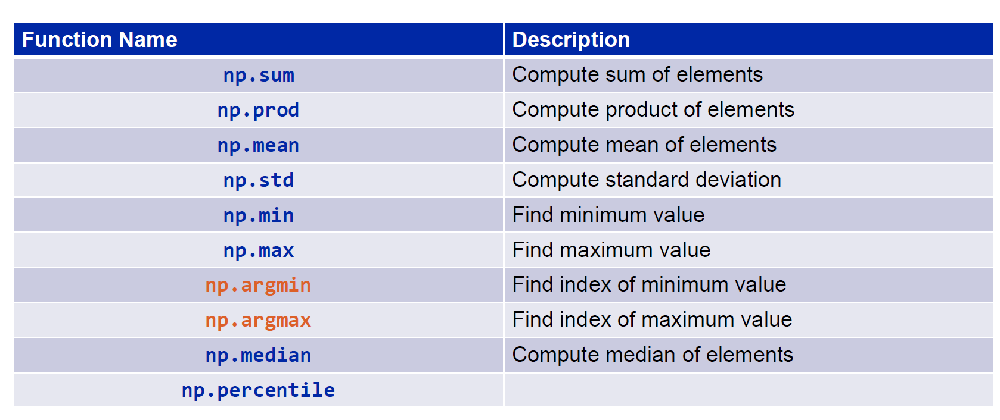 Function Name Description
np.sum Compute sum of elements
np.prod Compute product of elements
np.mean Compute mean of elements
np.std Compute standard deviation
np.min Find minimum value
np.max Find maximum value
np.argmin Find index of minimum value
np.argmax Find index of maximum value
np.median Compute median of elements
np.percentile